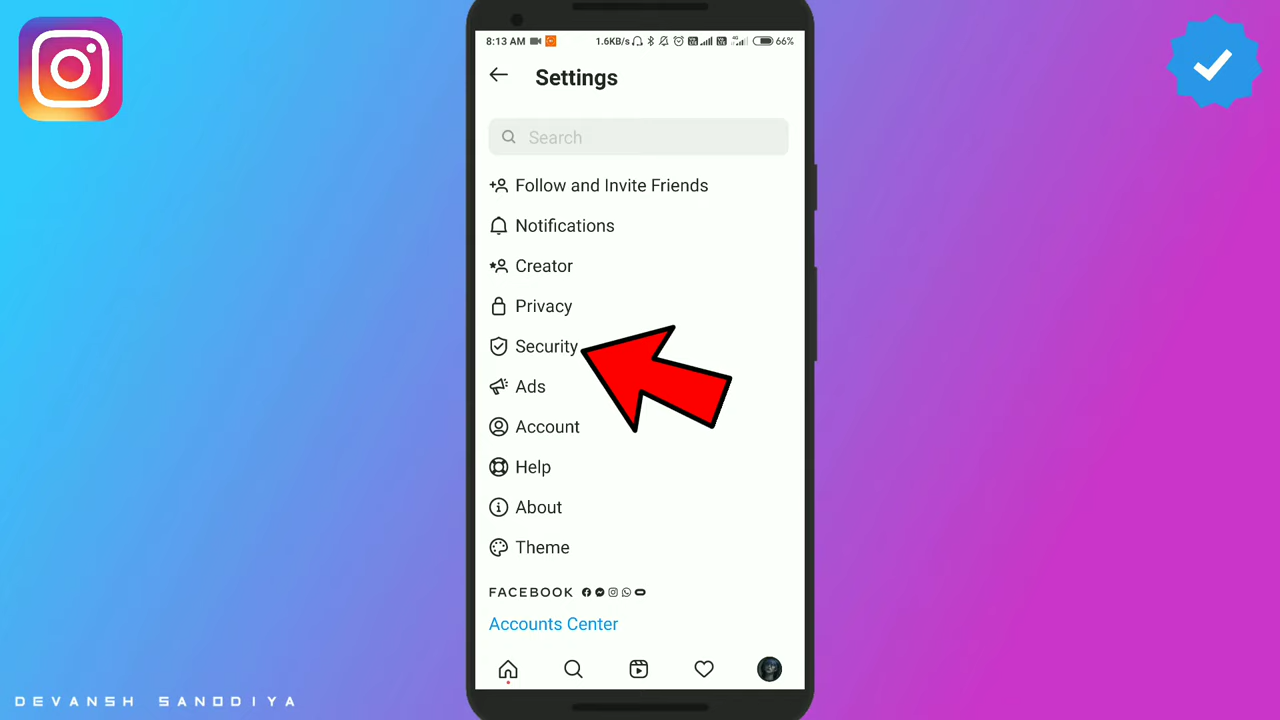 8:13 AM 1.6KB/s 4G 66%
Settings
Search
Follow and Invite Friends
Notifications
Creator
Privacy
Security
Ads
Account
Help
About
Theme
FACEBOOK
Accounts Center
DEVANSH SANODIYA